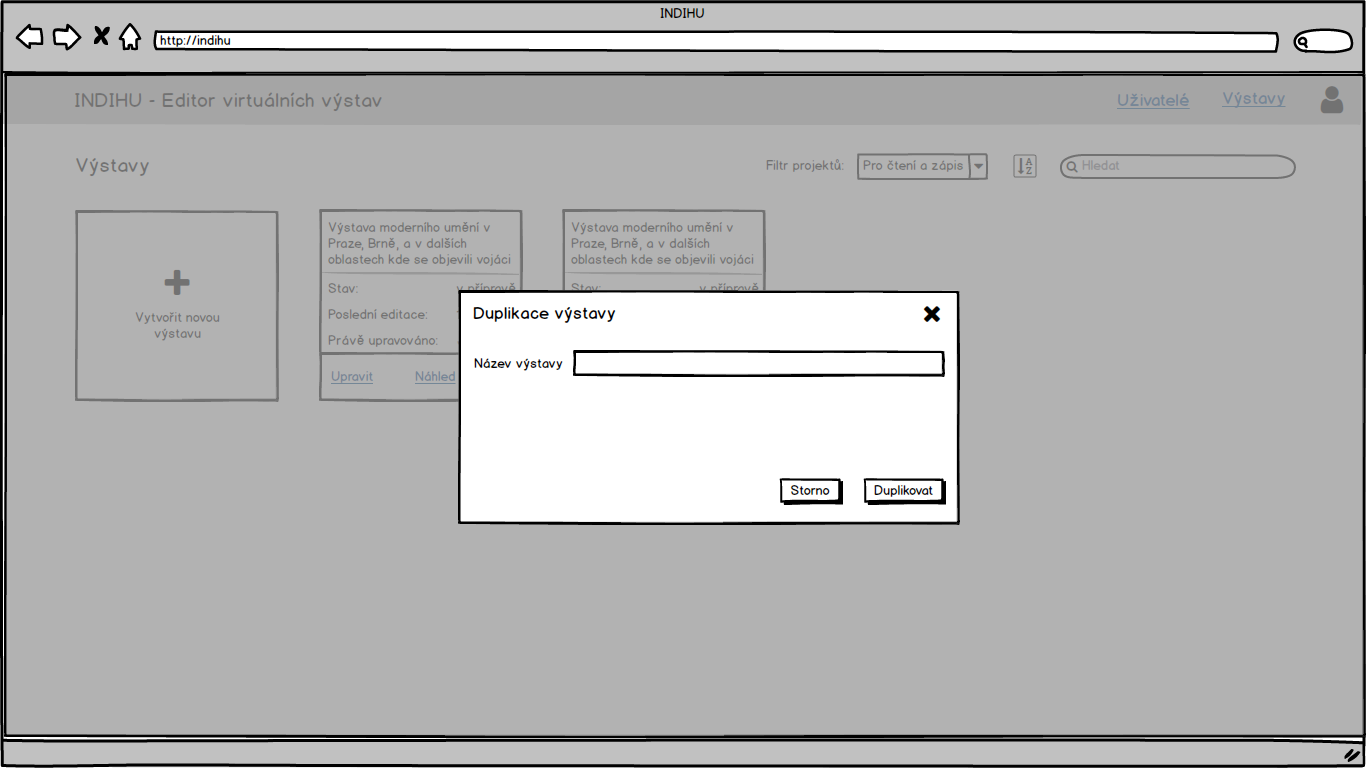 INDIHU
http://indihu
INDIHU - Editor virtuálních výstav
Uživatelé
Výstavy
Výstavy
Filtr projektů:
Pro čtení a zápis
A
Z
Hledat
Vytvořit novou
výstavu
Výstava moderního umění v
Praze, Brně, a v dalších
oblastech kde se objevili vojáci
Stav:
v přípravě
Poslední editace:
Právě upravováno:
Upravit
Náhled
Výstava moderního umění v
Praze, Brně, a v dalších
oblastech kde se objevili vojáci
Stav:
v přípravě
Duplikace výstavy
Název výstavy
Storno
Duplikovat